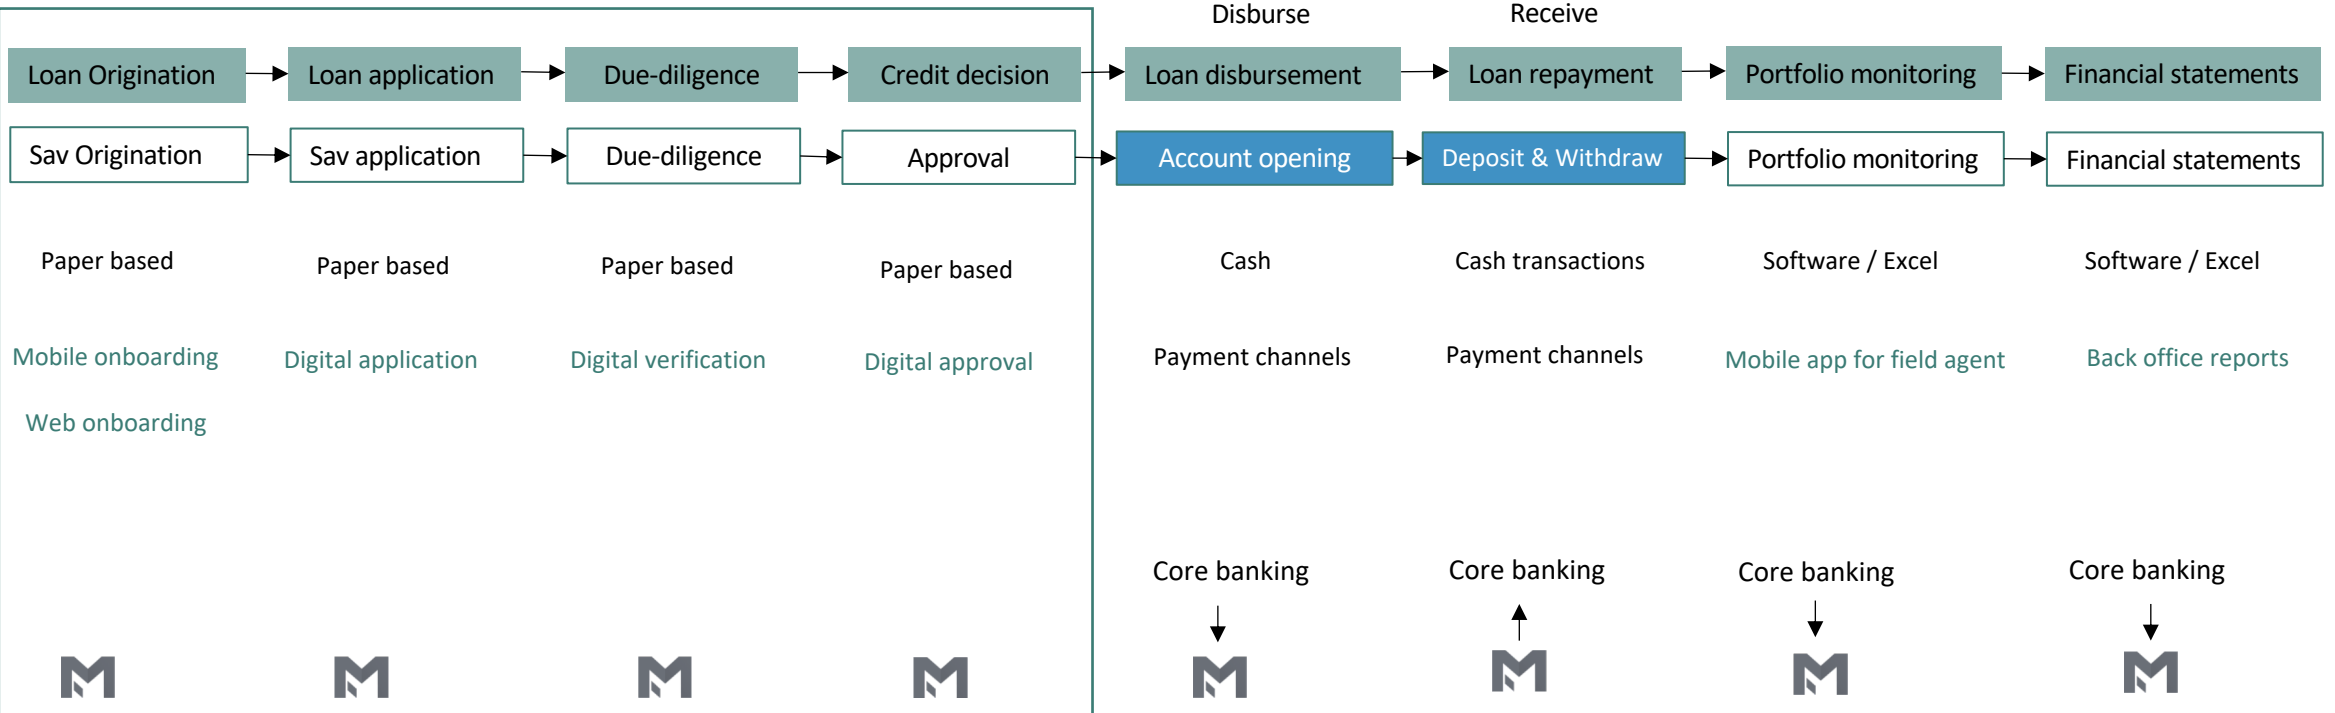 Disburse
Receive
Loan Origination
Loan application
Due-diligence
Credit decision
Loan disbursement
Loan repayment
Portfolio monitoring
Financial statements
Sav Origination
Sav application
Due-diligence
Approval
Account opening
Deposit & Withdraw
Portfolio monitoring
Financial statements
Paper based
Paper based
Paper based
Paper based
Cash
Cash transactions
Software / Excel
Software / Excel
Mobile onboarding
Digital application
Digital verification
Digital approval
Payment channels
Payment channels
Mobile app for field agent
Back office reports
Web onboarding
Core banking
Core banking
Core banking
Core banking